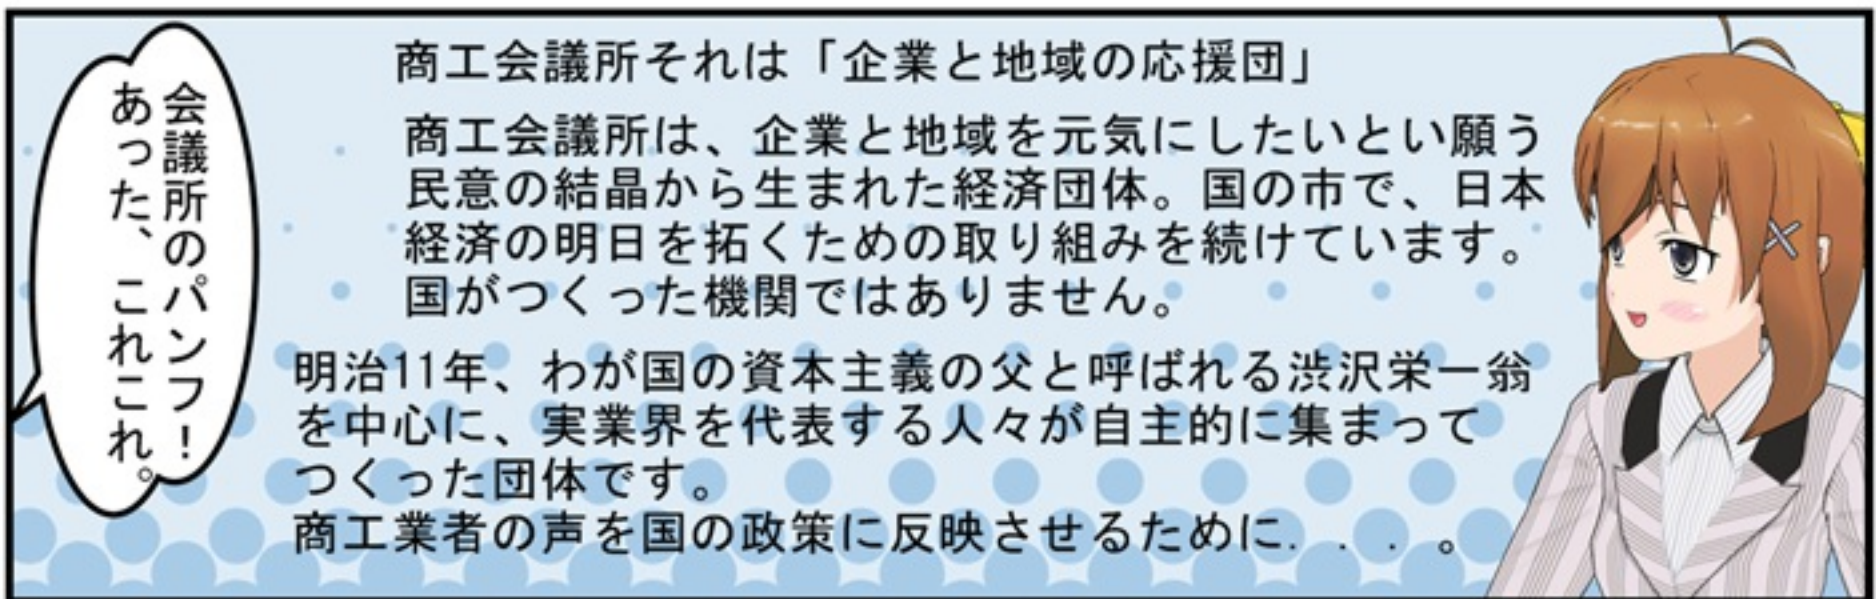 会議所のパンフ！
あった、これこれ。
商工会議所それは「企業と地域の応援団」
商工会議所は、企業と地域を元気にしたいとい願う
民意の結晶から生まれた経済団体。国の市で、日本
経済の明日を拓くための取り組みを続けています。
国がつくった機関ではありません。
明治11年、わが国の資本主義の父と呼ばれる渋沢栄一翁
を中心に、実業界を代表する人々が自主的に集まって
つくった団体です。
商工業者の声を国の政策に反映させるために．．．。